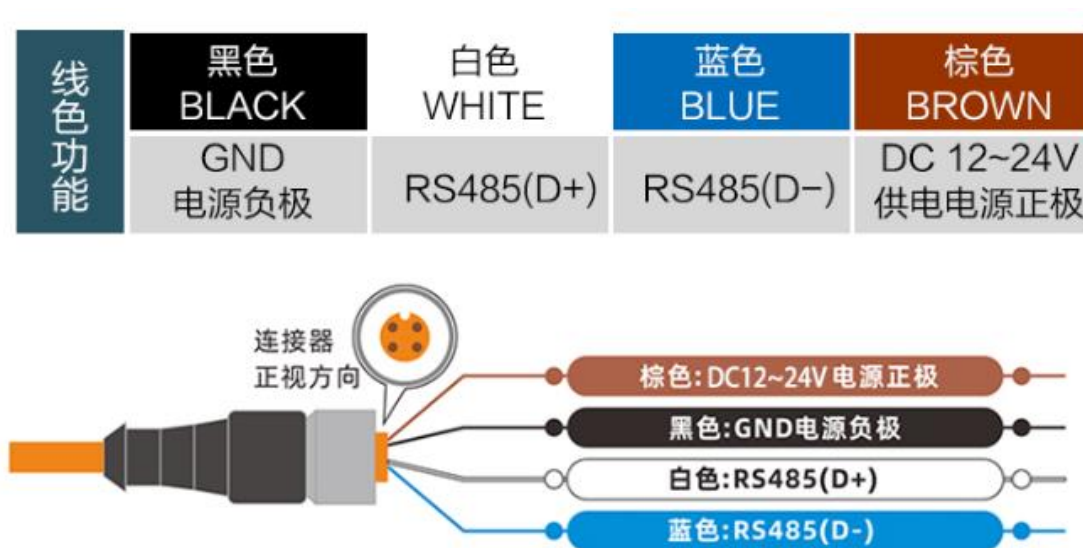 线色功能
黑色
BLACK
白色
WHITE
蓝色
BLUE
棕色
BROWN
GND
电源负极
RS485(D+)
RS485(D-)
DC 12~24V
供电电源正极
连接器
正视方向
棕色:DC12~24V电源正极
黑色:GND电源负极
白色:RS485(D+)
蓝色:RS485(D-)